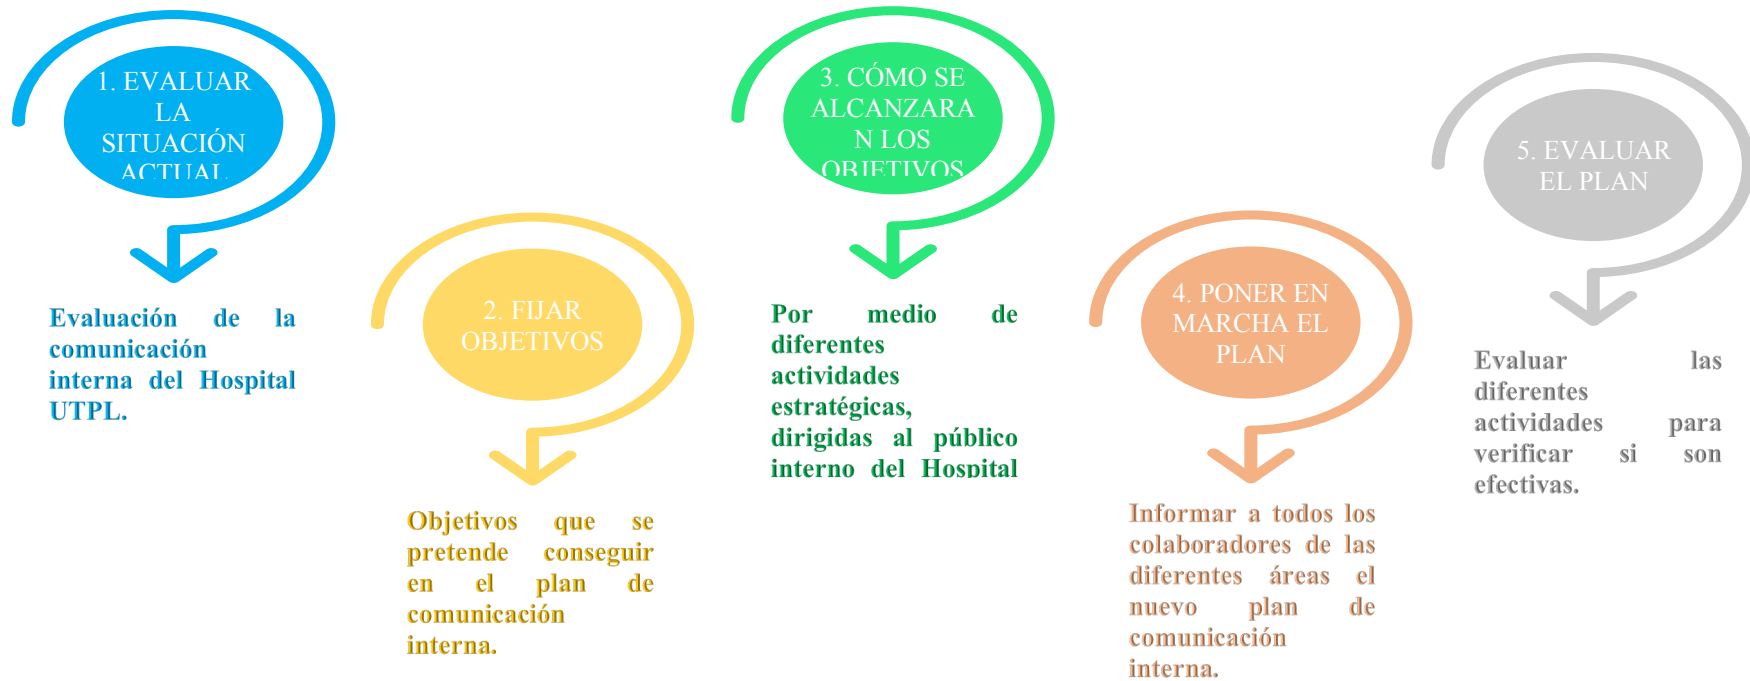 1. EVALUAR
LA
SITUACIÓN
ACTUAL
Evaluación de la
comunicación
interna del Hospital
UTPL.
2. FIJAR
OBJETIVOS
Objetivos que se
pretende conseguir
en el plan de
comunicación
interna.
3. CÓMO SE
ALCANZARA
N LOS
OBJETIVOS
Por medio de
diferentes
actividades
estratégicas,
dirigidas al público
interno del Hospital
4. PONER EN
MARCHA EL
PLAN
Informar a todos los
colaboradores de las
diferentes áreas el
nuevo plan de
comunicación
interna.
5. EVALUAR
EL PLAN
Evaluar las
diferentes
actividades para
verificar si son
efectivas.